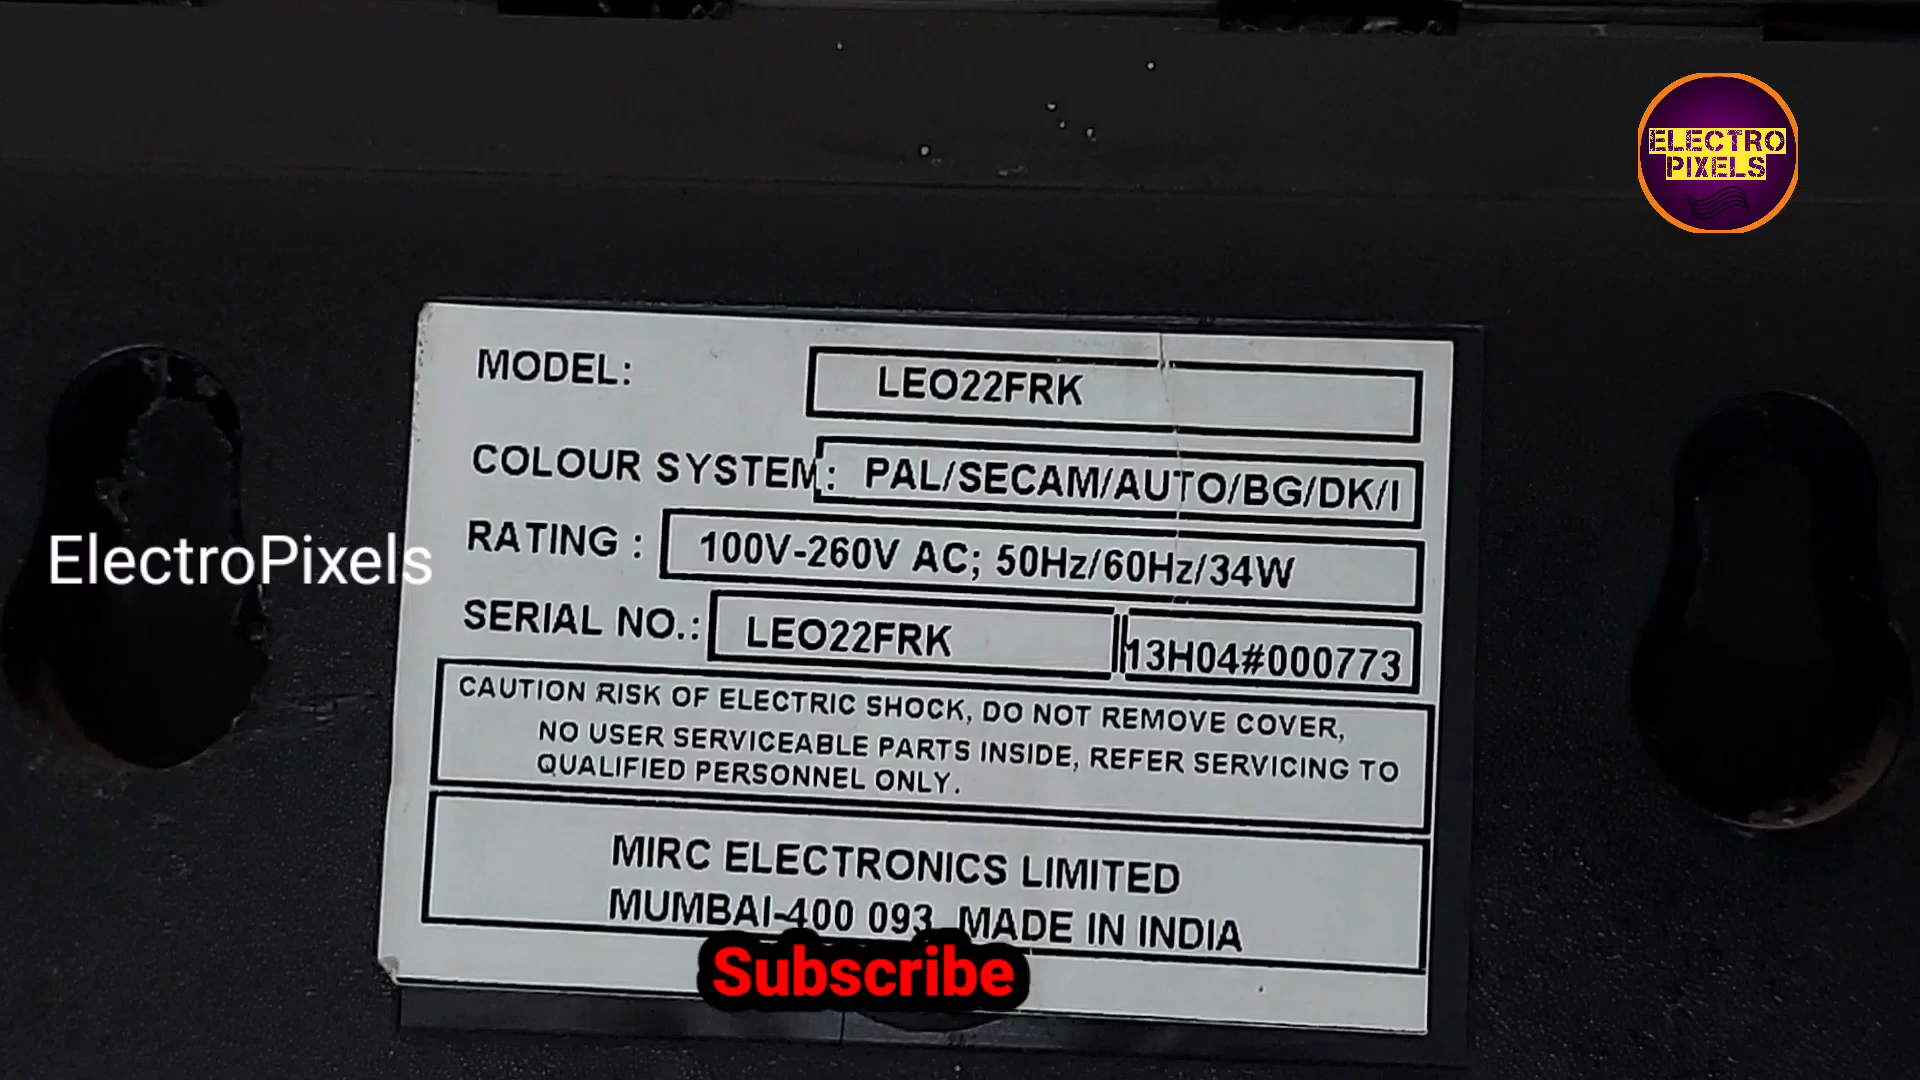 ELECTRO
PIXELS
MODEL: LEO22FRK
COLOUR SYSTEM: PAL/SECAM/AUTO/BG/DK/I
RATING : 100V-260V AC; 50Hz/60Hz/34W
ElectroPixels
SERIAL NO.: LEO22FRK 13H04#000773
CAUTION RISK OF ELECTRIC SHOCK, DO NOT REMOVE COVER,
NO USER SERVICEABLE PARTS INSIDE, REFER SERVICING TO
QUALIFIED PERSONNEL ONLY.
MIRC ELECTRONICS LIMITED
MUMBAI-400 093 MADE IN INDIA
Subscribe